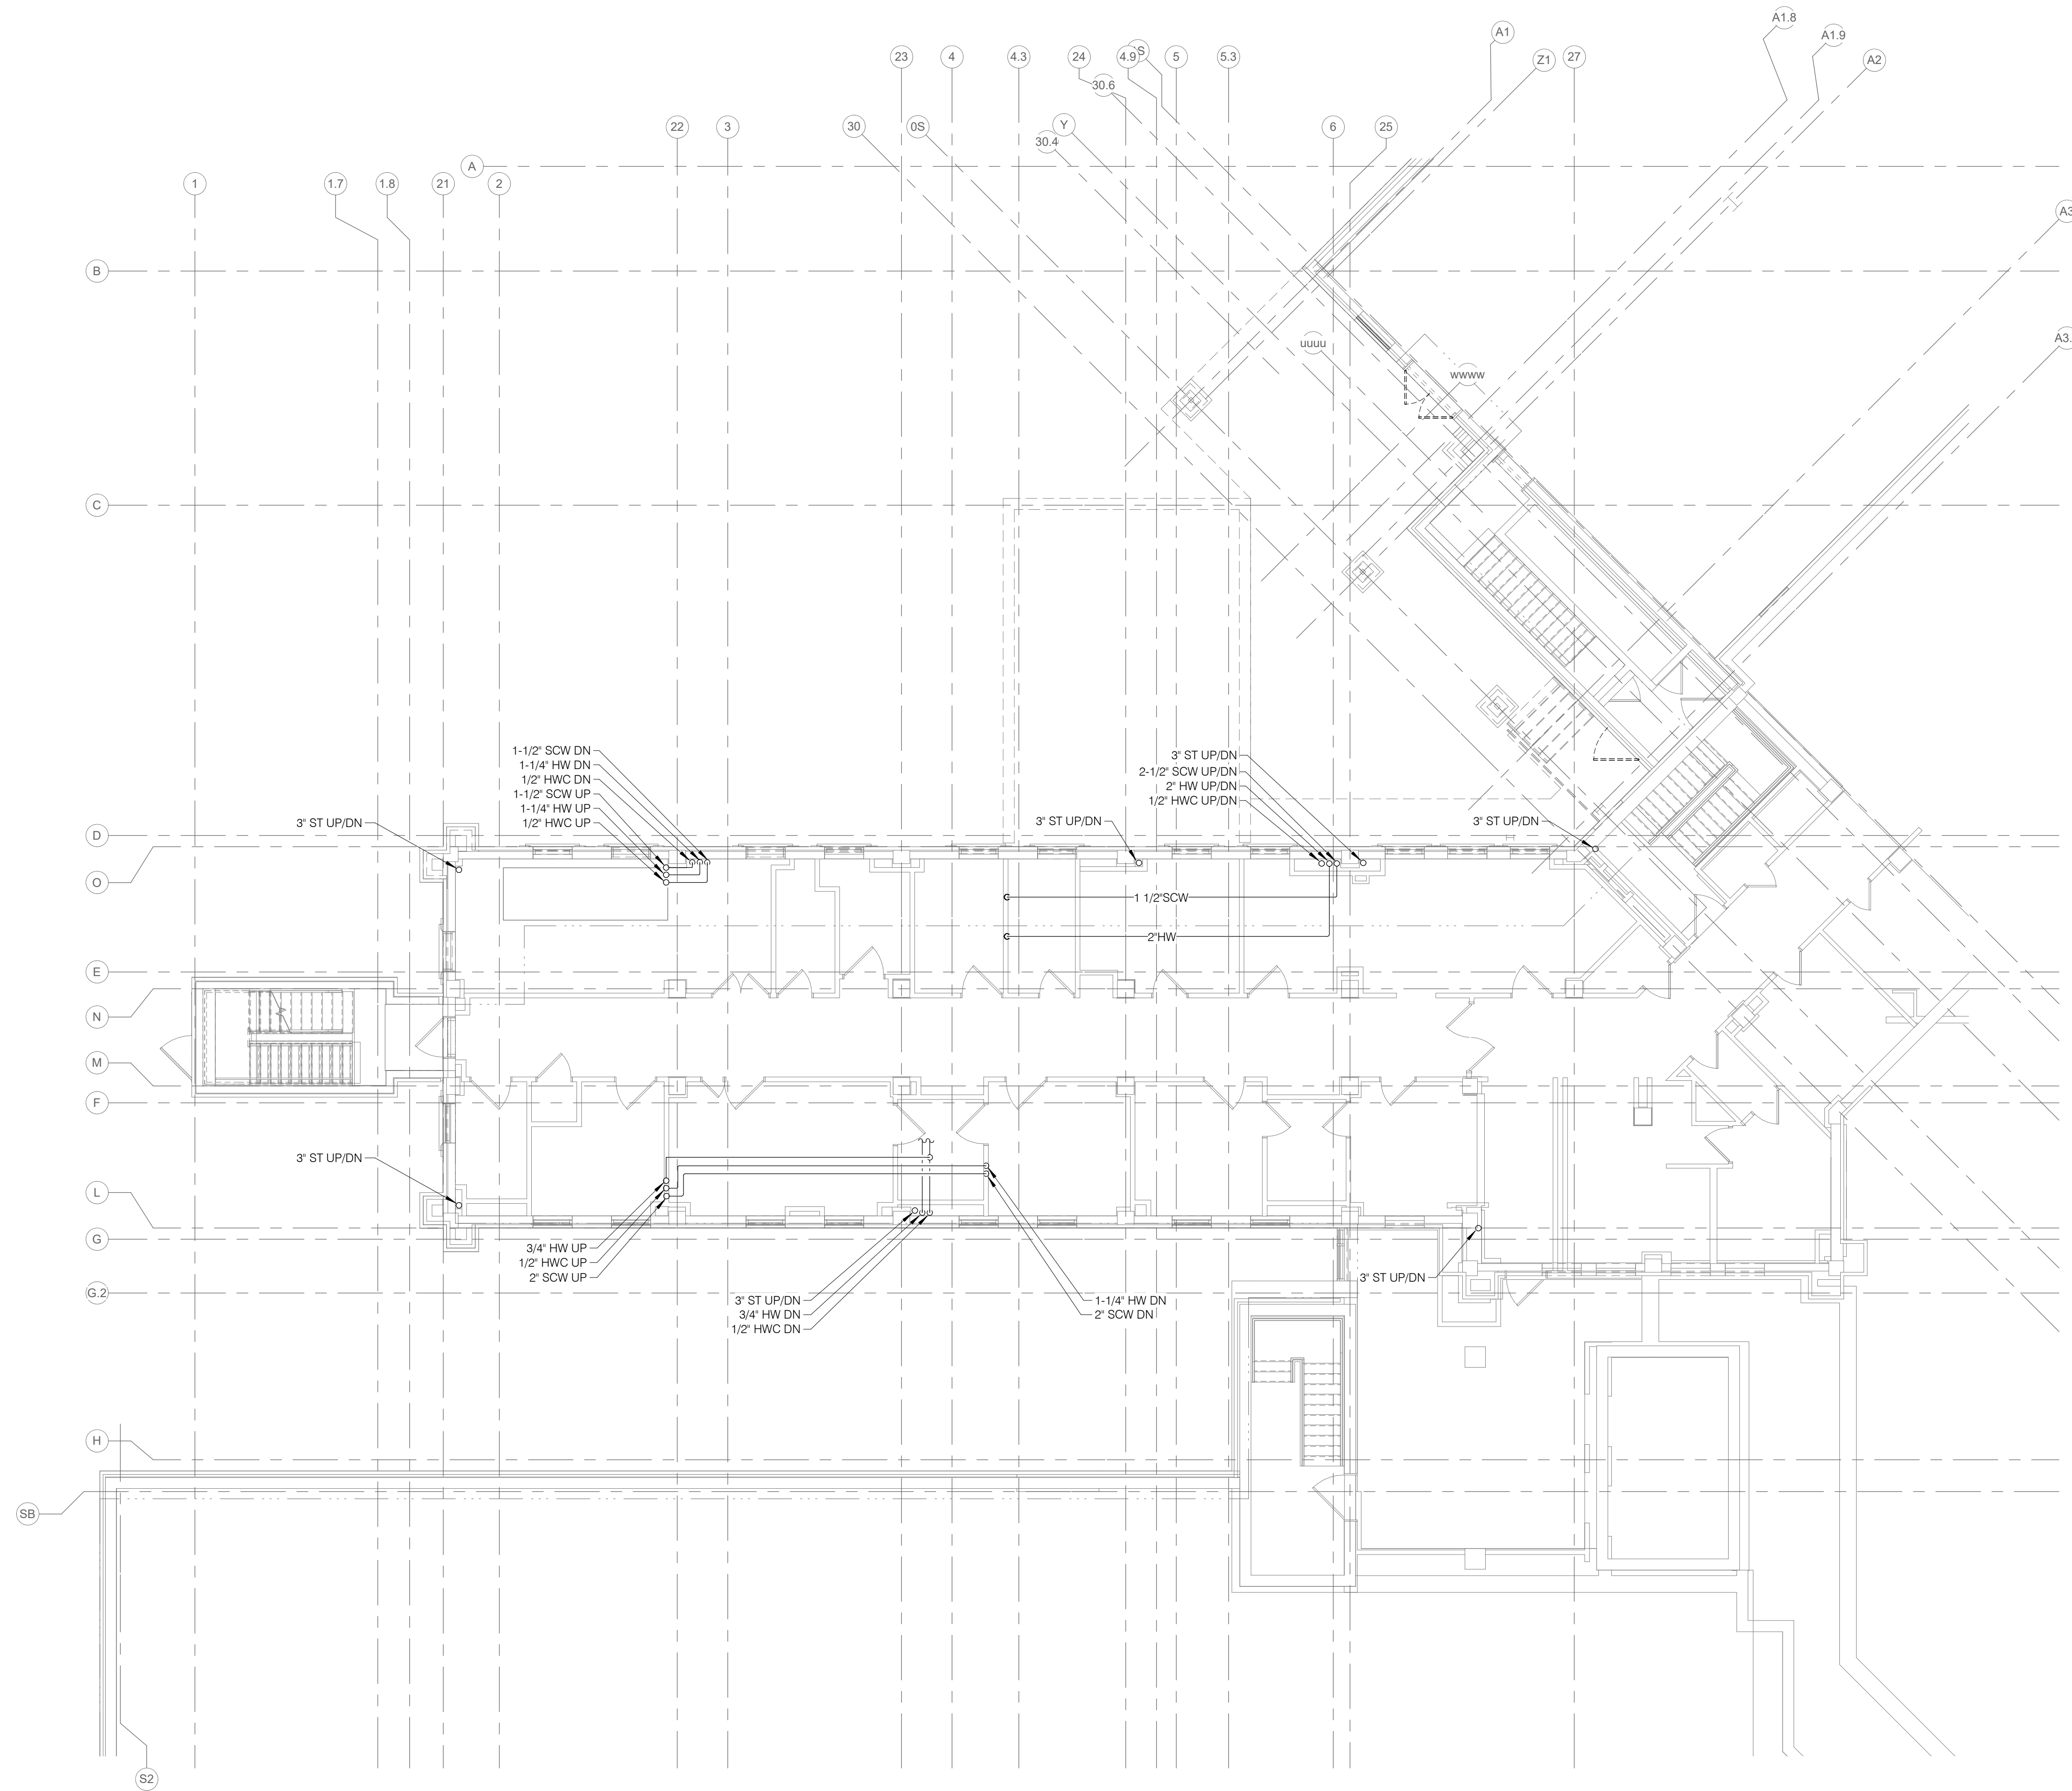 A1.8
A1
A1.9
S
23
4
4.3
24
4.9
5
5.3
Z1
27
A2
30.6
22
3
30
0S
Y
6
25
30.4
A
1
1.7
1.8
21
2
A3
B
A3.
uuuu
wwww
C
1-1/2" SCW DN
1-1/4" HW DN
1/2" HWC DN
1-1/2" SCW UP
1-1/4" HW UP
1/2" HWC UP
3" ST UP/DN
2-1/2" SCW UP/DN
2" HW UP/DN
1/2" HWC UP/DN
3" ST UP/DN
3" ST UP/DN
3" ST UP/DN
D
O
1 1/2"SCW
2"HW
E
N
M
F
3" ST UP/DN
L
G
3/4" HW UP
1/2" HWC UP
2" SCW UP
3" ST UP/DN
G.2
3" ST UP/DN
3/4" HW DN
1/2" HWC DN
1-1/4" HW DN
2" SCW DN
H
SB
S2